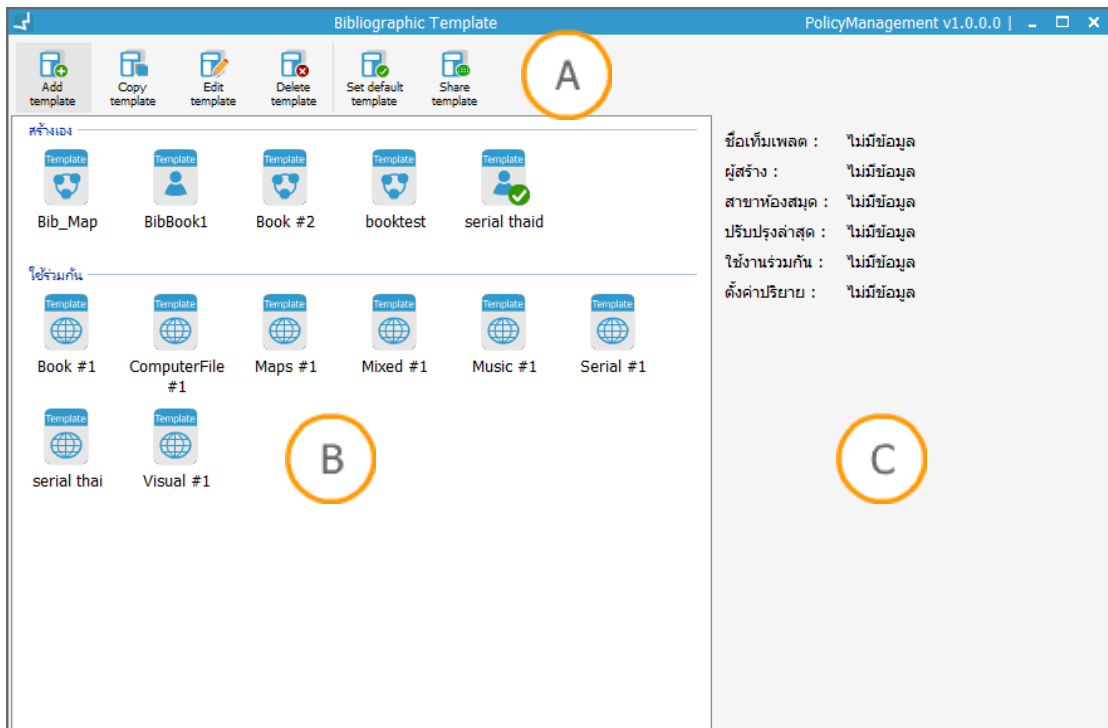 Bibliographic Template PolicyManagement v1.0.0.0 |
Add template
Copy template
Edit template
Delete template
Set default template
Share template
A
สร้างเอง
Template Template Template Template Template
Bib_Map BibBook1 Book #2 booktest serial thaid
ใช้ร่วมกัน
Template Template Template Template Template Template
Book #1 ComputerFile #1 Maps #1 Mixed #1 Music #1 Serial #1
Template Template
serial thai Visual #1
B
ชื่อเท็มเพลต : ไม่มีข้อมูล
ผู้สร้าง : ไม่มีข้อมูล
สาขาห้องสมุด : ไม่มีข้อมูล
ปรับปรุงล่าสุด : ไม่มีข้อมูล
ใช้งานร่วมกัน : ไม่มีข้อมูล
ตั้งค่าปริยาย : ไม่มีข้อมูล
C